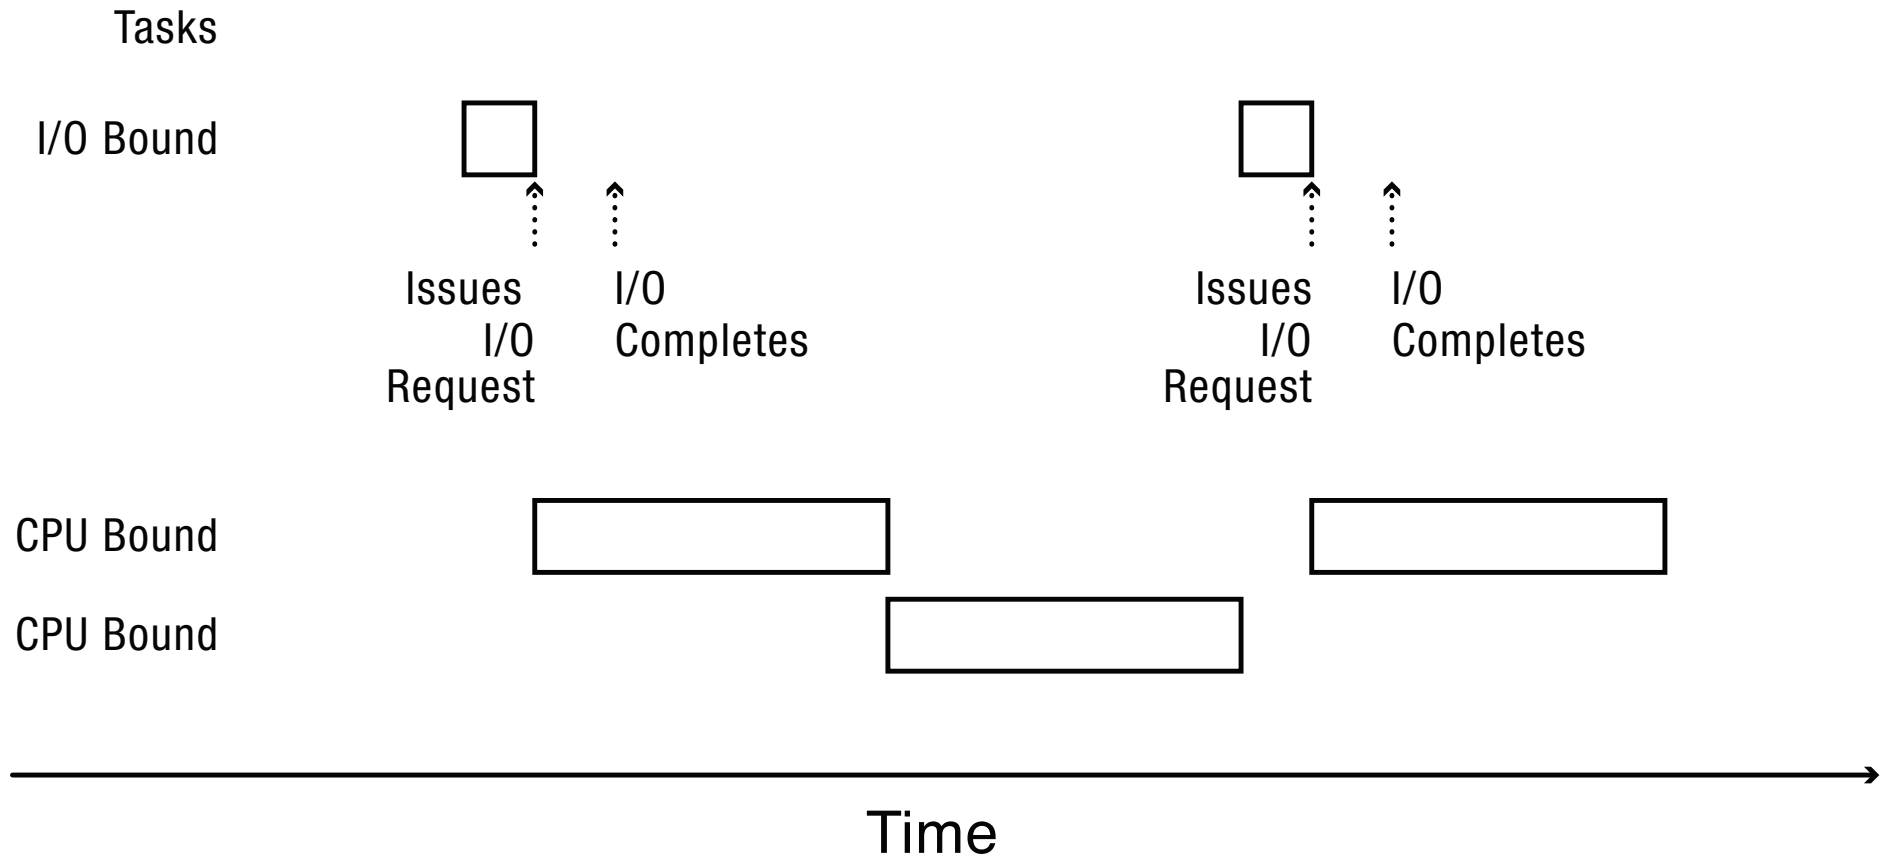 Tasks
I/O Bound
Issues
I/O
Request
I/O
Completes
Issues
I/O
Request
I/O
Completes
CPU Bound
CPU Bound
Time